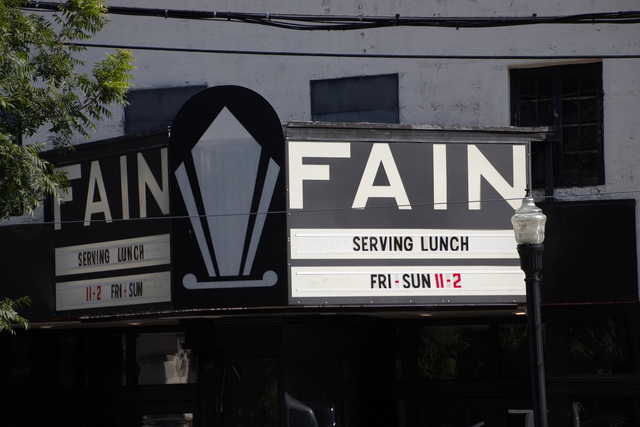 FAIN
SERVING LUNCH
11-2 FRI-SUN
FAIN
SERVING LUNCH
FRI-SUN 11-2